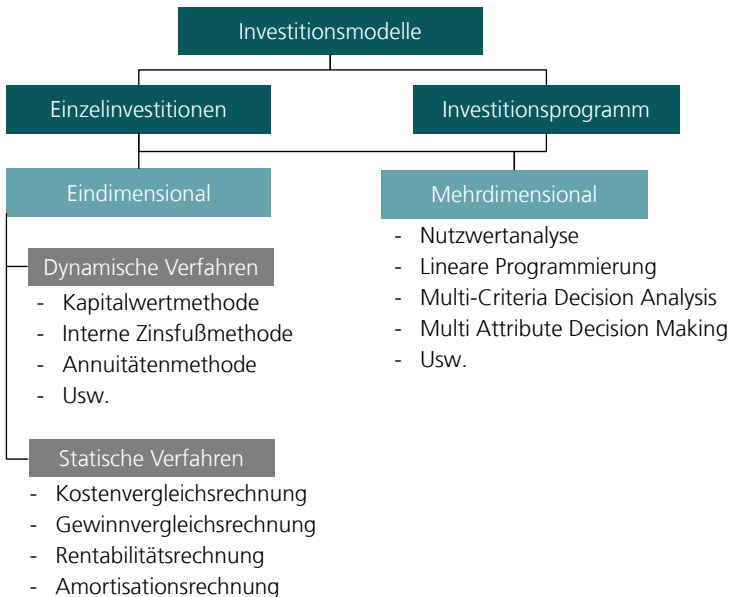 Investitionsmodelle
Einzelinvestitionen
Investitionsprogramm
Eindimensional
Mehrdimensional
Dynamische Verfahren
- Kapitalwertmethode
- Interne Zinsfußmethode
- Annuitätenmethode
- Usw.
Statische Verfahren
- Kostenvergleichsrechnung
- Gewinnvergleichsrechnung
- Rentabilitätsrechnung
- Amortisationsrechnung
- Nutzwertanalyse
- Lineare Programmierung
- Multi-Criteria Decision Analysis
- Multi Attribute Decision Making
- Usw.